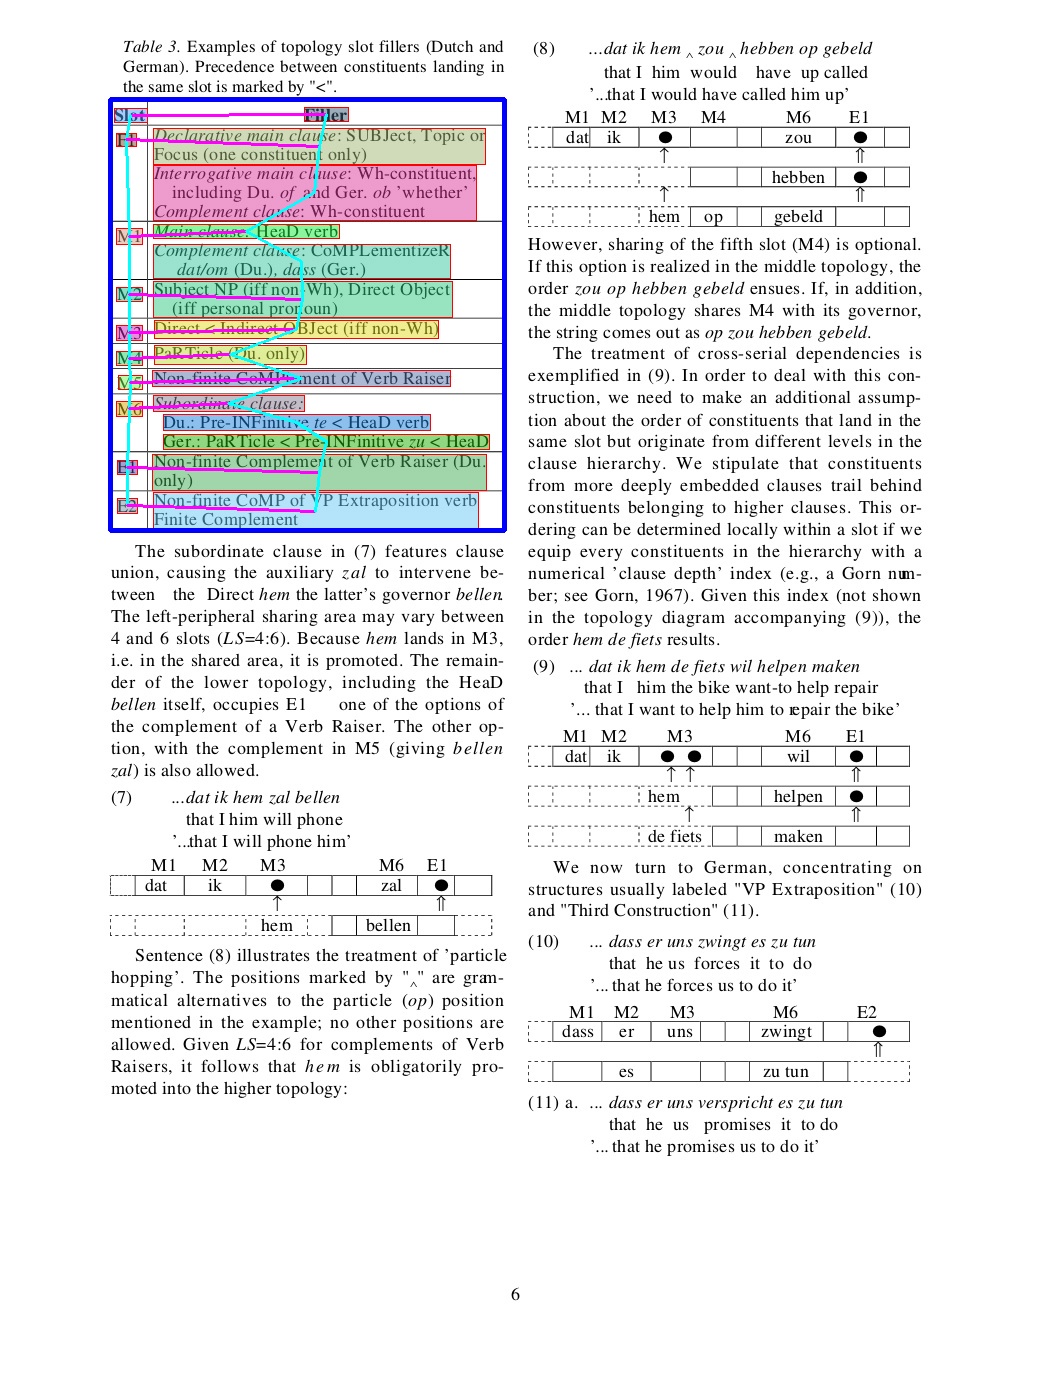 Table 3. Examples of topology slot fillers (Dutch and
German). Precedence between constituents landing in
the same slot is marked by "<".
Slot Filler
F1 Declarative main clause: SUBJect, Topic or
Focus (one constituent only)
Interrogative main clause: Wh-constituent,
including Du. of and Ger. ob 'whether'
Complement clause: Wh-constituent
M1 Main clause: HeaD verb
Complement clause: CoMPLementizeR
dat/om (Du.), dass (Ger.)
M2 Subject NP (iff non-Wh), Direct Object
(iff personal pronoun)
M3 Direct < Indirect OBJect (iff non-Wh)
M4 PaRTicle (Du. only)
M5 Non-finite CoMPlement of Verb Raiser
M6 Subordinate clause:
Du.: Pre-INFinitive te < HeaD verb
Ger.: PaRTicle < Pre-INFinitive zu < HeaD
E1 Non-finite Complement of Verb Raiser (Du.
only)
E2 Non-finite CoMP of VP Extraposition verb
Finite Complement
The subordinate clause in (7) features clause
union, causing the auxiliary zal to intervene be-
tween the Direct hem the latter's governor bellen.
The left-peripheral sharing area may vary between
4 and 6 slots (LS=4:6). Because hem lands in M3,
i.e. in the shared area, it is promoted. The remain-
der of the lower topology, including the HeaD
bellen itself, occupies E1 one of the options of
the complement of a Verb Raiser. The other op-
tion, with the complement in M5 (giving bellen
zal) is also allowed.
(7) ...dat ik hem zal bellen
that I him will phone
'...that I will phone him'
M1 M2 M3 M6 E1
dat ik ● zal ●
↑ ⇑
hem bellen
Sentence (8) illustrates the treatment of 'particle
hopping'. The positions marked by "^" are gram-
matical alternatives to the particle (op) position
mentioned in the example; no other positions are
allowed. Given LS=4:6 for complements of Verb
Raisers, it follows that hem is obligatorily pro-
moted into the higher topology:
(8) ...dat ik hem ^ zou ^ hebben op gebeld
that I him would have up called
'...that I would have called him up'
M1 M2 M3 M4 M6 E1
dat ik ● zou ●
↑ ⇑
hebben ●
↑ ⇑
hem op gebeld
However, sharing of the fifth slot (M4) is optional.
If this option is realized in the middle topology, the
order zou op hebben gebeld ensues. If, in addition,
the middle topology shares M4 with its governor,
the string comes out as op zou hebben gebeld.
The treatment of cross-serial dependencies is
exemplified in (9). In order to deal with this con-
struction, we need to make an additional assump-
tion about the order of constituents that land in the
same slot but originate from different levels in the
clause hierarchy. We stipulate that constituents
from more deeply embedded clauses trail behind
constituents belonging to higher clauses. This or-
dering can be determined locally within a slot if we
equip every constituents in the hierarchy with a
numerical 'clause depth' index (e.g., a Gorn num-
ber; see Gorn, 1967). Given this index (not shown
in the topology diagram accompanying (9)), the
order hem de fiets results.
(9) ... dat ik hem de fiets wil helpen maken
that I him the bike want-to help repair
'... that I want to help him to repair the bike'
M1 M2 M3 M6 E1
dat ik ● ● wil ●
↑ ↑ ⇑
hem helpen ●
↑ ⇑
de fiets maken
We now turn to German, concentrating on
structures usually labeled "VP Extraposition" (10)
and "Third Construction" (11).
(10) ... dass er uns zwingt es zu tun
that he us forces it to do
'... that he forces us to do it'
M1 M2 M3 M6 E2
dass er uns zwingt ●
⇑
es zu tun
(11) a. ... dass er uns verspricht es zu tun
that he us promises it to do
'... that he promises us to do it'
6